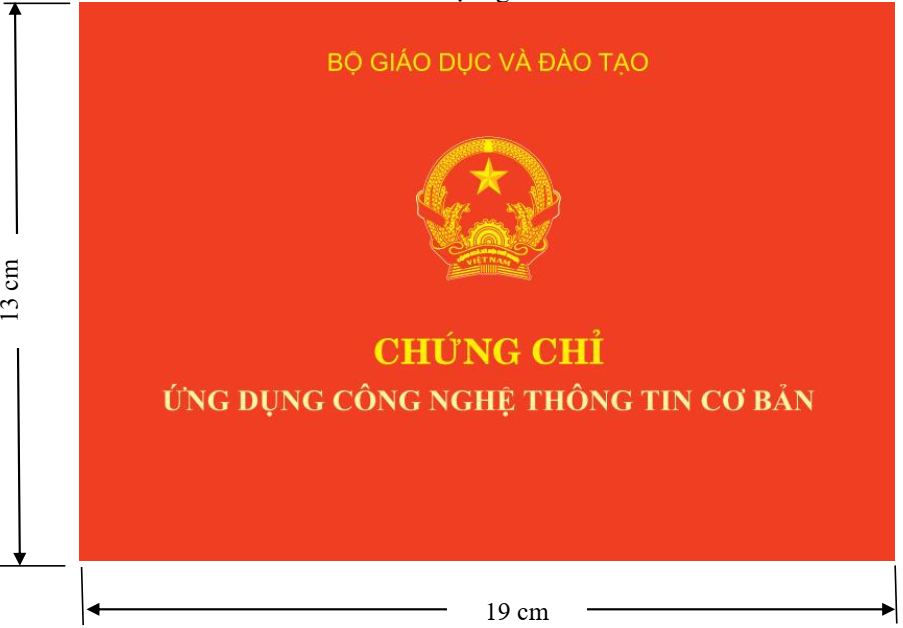 BỘ GIÁO DỤC VÀ ĐÀO TẠO
VIỆT NAM
CHỨNG CHỈ
ỨNG DỤNG CÔNG NGHỆ THÔNG TIN CƠ BẢN
13 cm
19 cm